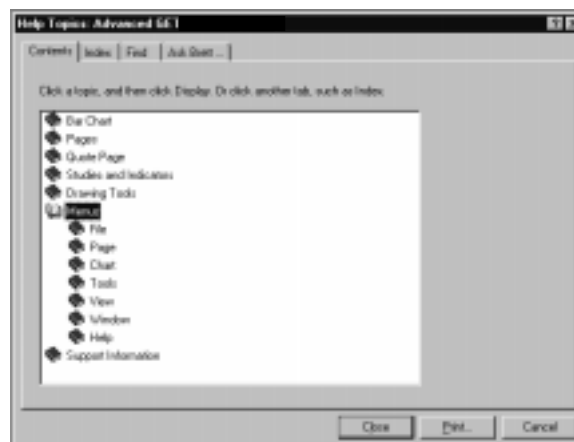 Help Topics: Advanced GET
Contents Index Find Ask Brent ...
Click a topic, and then click Display. Or click another tab, such as Index.
Bar Chart
Pages
Quote Page
Studies and Indicators
Drawing Tools
Menus
File
Page
Chart
Tools
View
Window
Help
Support Information
Close Print... Cancel